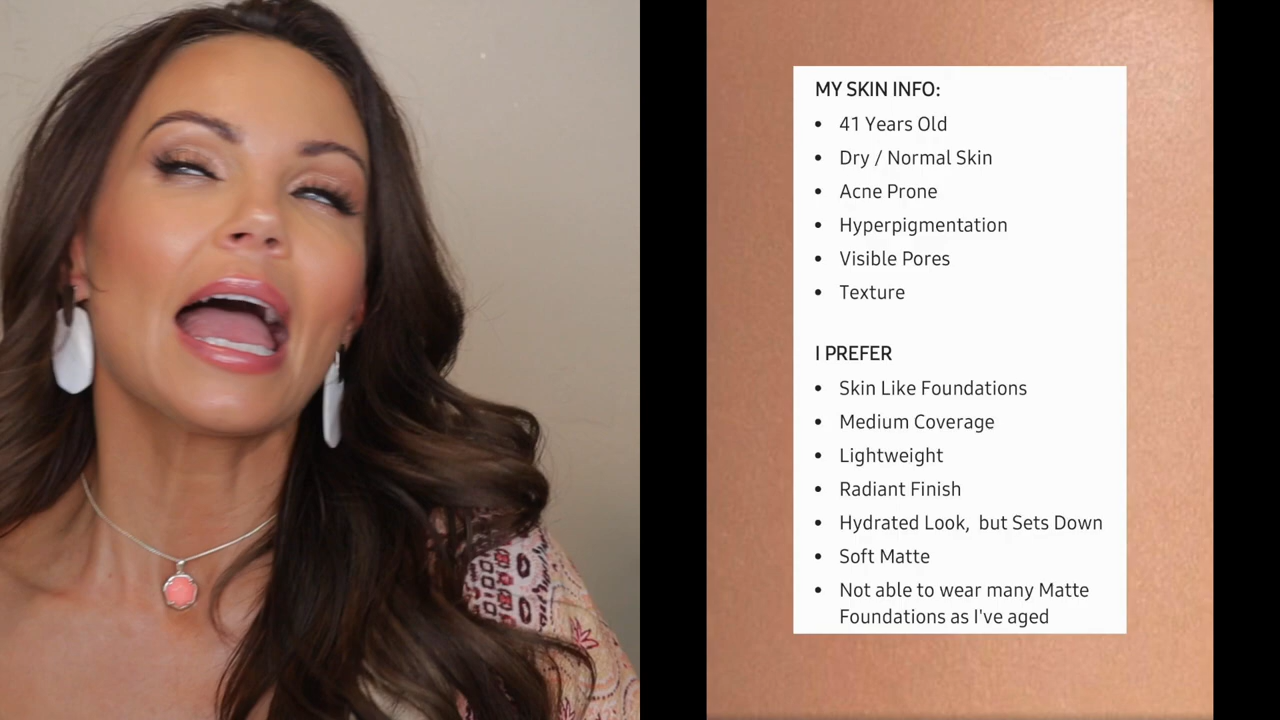 MY SKIN INFO:
• 41 Years Old
• Dry / Normal Skin
• Acne Prone
• Hyperpigmentation
• Visible Pores
• Texture
I PREFER
• Skin Like Foundations
• Medium Coverage
• Lightweight
• Radiant Finish
• Hydrated Look,  but Sets Down
• Soft Matte
• Not able to wear many Matte
Foundations as I've aged